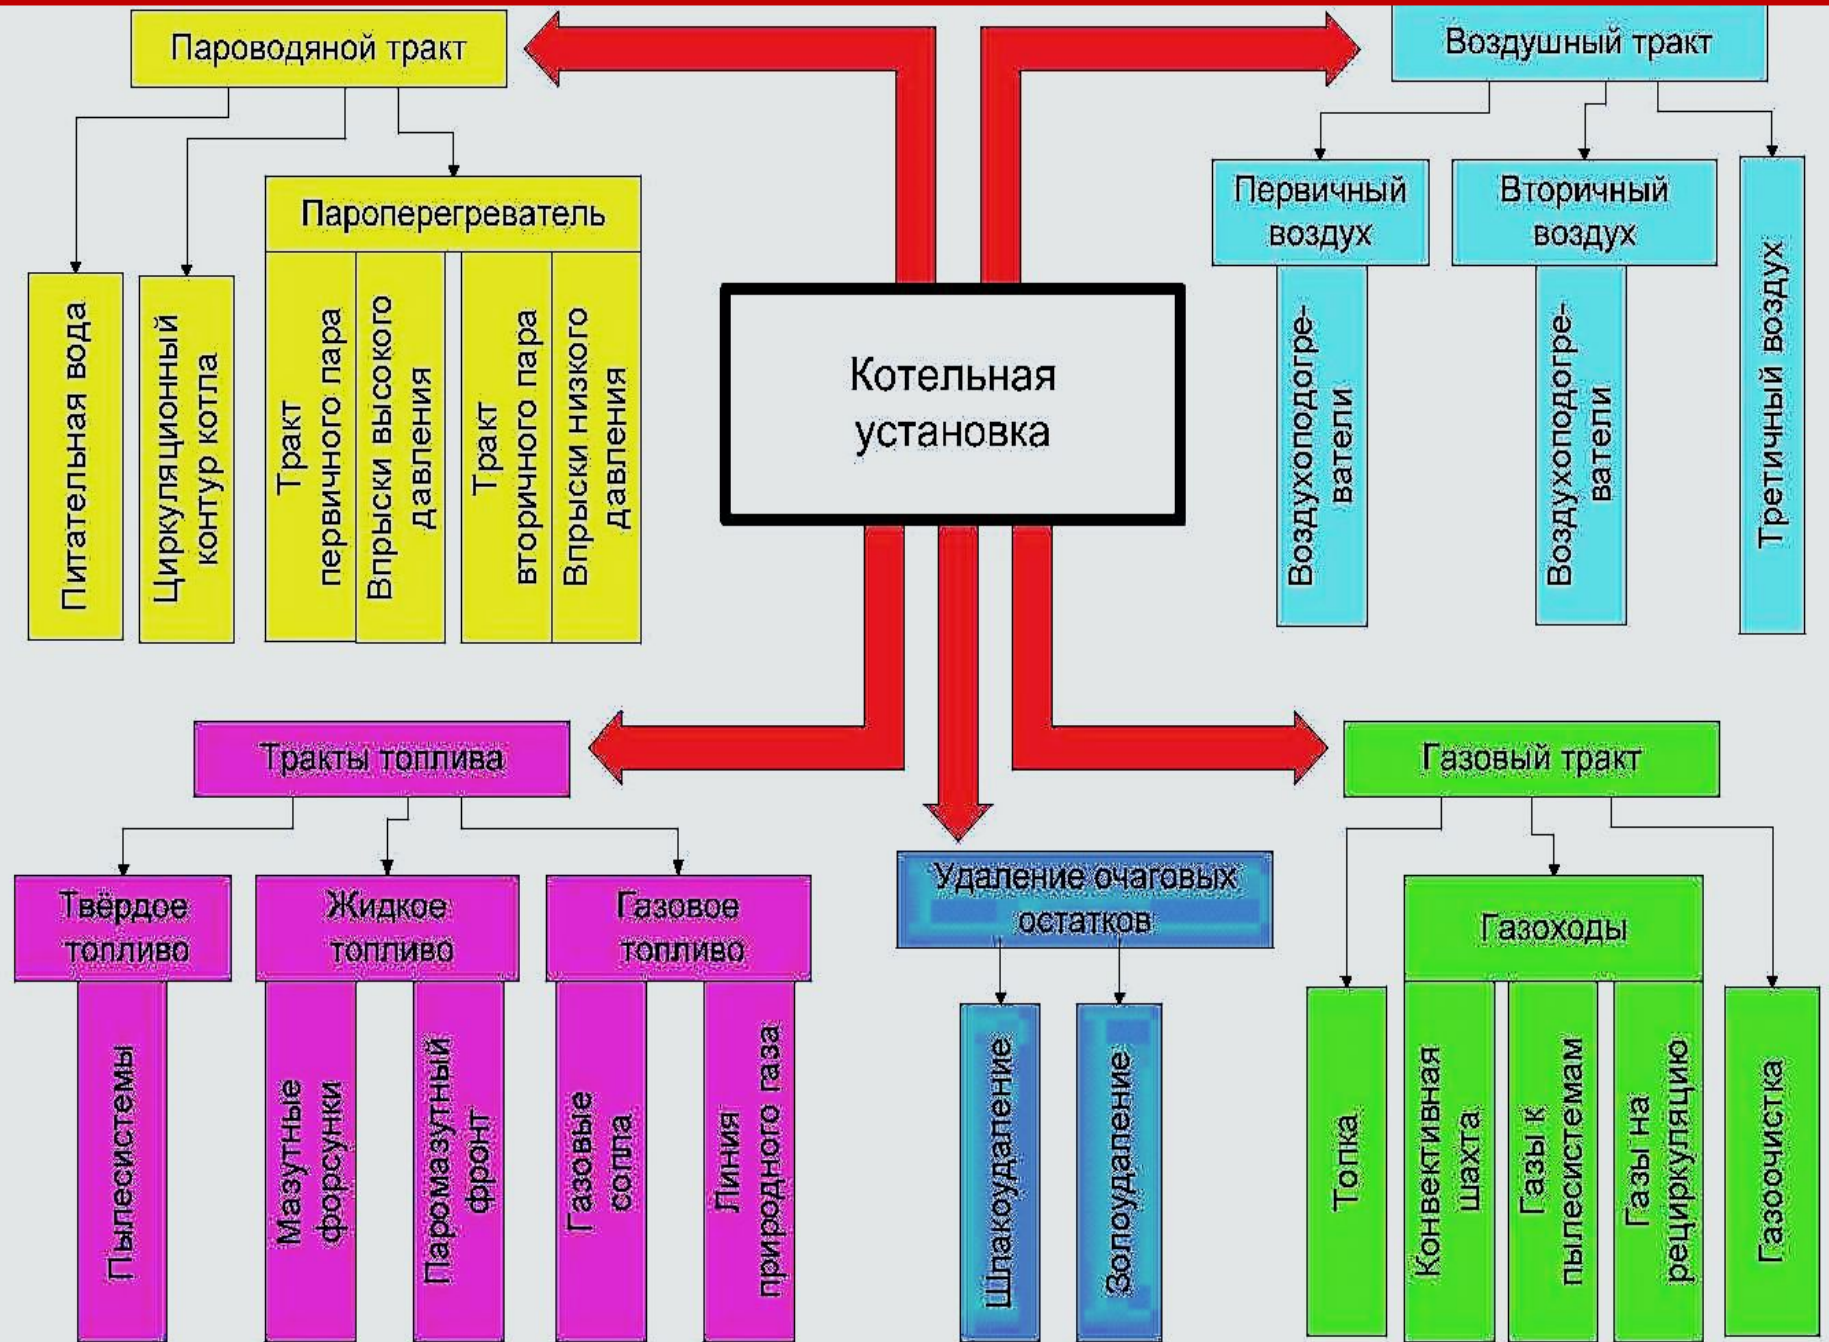 Пароводяной тракт
Питательная вода
Циркуляционный
контур котла
Пароперегреватель
Тракт
первичного пара
Впрыски высокого
давления
Тракт
вторичного пара
Впрыски низкого
давления
Воздушный тракт
Первичный
воздух
Воздухоподогре-
ватели
Вторичный
воздух
Воздухоподогре-
ватели
Третичный воздух
Котельная
установка
Тракты топлива
Твёрдое
топливо
Пылесистемы
Жидкое
топливо
Мазутные
форсунки
Паромазутный
фронт
Газовое
топливо
Газовые
сопла
Линия
природного газа
Удаление очаговых
остатков
Шлакоудаление
Золоудаление
Газовый тракт
Топка
Газоходы
Конвективная
шахта
Газы к
пылесистемам
Газы на
рециркуляцию
Газоочистка